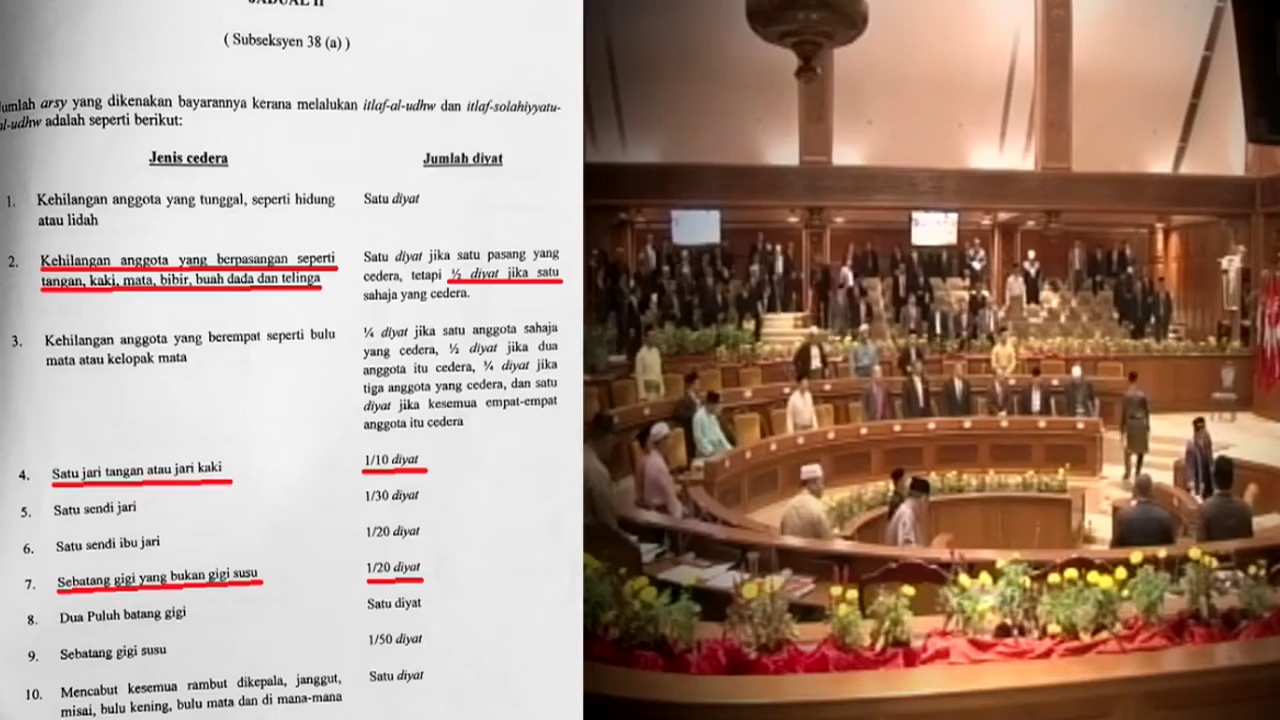 JADUAL II
( Subseksyen 38 (a) )
Jumlah arsy yang dikenakan bayarannya kerana melalukan itlaf-al-udhw dan itlaf-solahiyyatu-
al-udhw adalah seperti berikut:
Jenis cedera
Jumlah diyat
1. Kehilangan anggota yang tunggal, seperti hidung
atau lidah
Satu diyat
2. Kehilangan anggota yang berpasangan seperti
tangan, kaki, mata, bibir, buah dada dan telinga
Satu diyat jika satu pasang yang
cedera, tetapi ½ diyat jika satu
sahaja yang cedera.
3. Kehilangan anggota yang berempat seperti bulu
mata atau kelopak mata
¼ diyat jika satu anggota sahaja
yang cedera, ½ diyat jika dua
anggota itu cedera, ¾ diyat jika
tiga anggota yang cedera, dan satu
diyat jika kesemua empat-empat
anggota itu cedera
4. Satu jari tangan atau jari kaki
1/10 diyat
5. Satu sendi jari
1/30 diyat
6. Satu sendi ibu jari
1/20 diyat
7. Sebatang gigi yang bukan gigi susu
1/20 diyat
8. Dua Puluh batang gigi
Satu diyat
9. Sebatang gigi susu
1/50 diyat
10. Mencabut kesemua rambut dikepala, janggut,
misai, bulu kening, bulu mata dan di mana-mana
Satu diyat